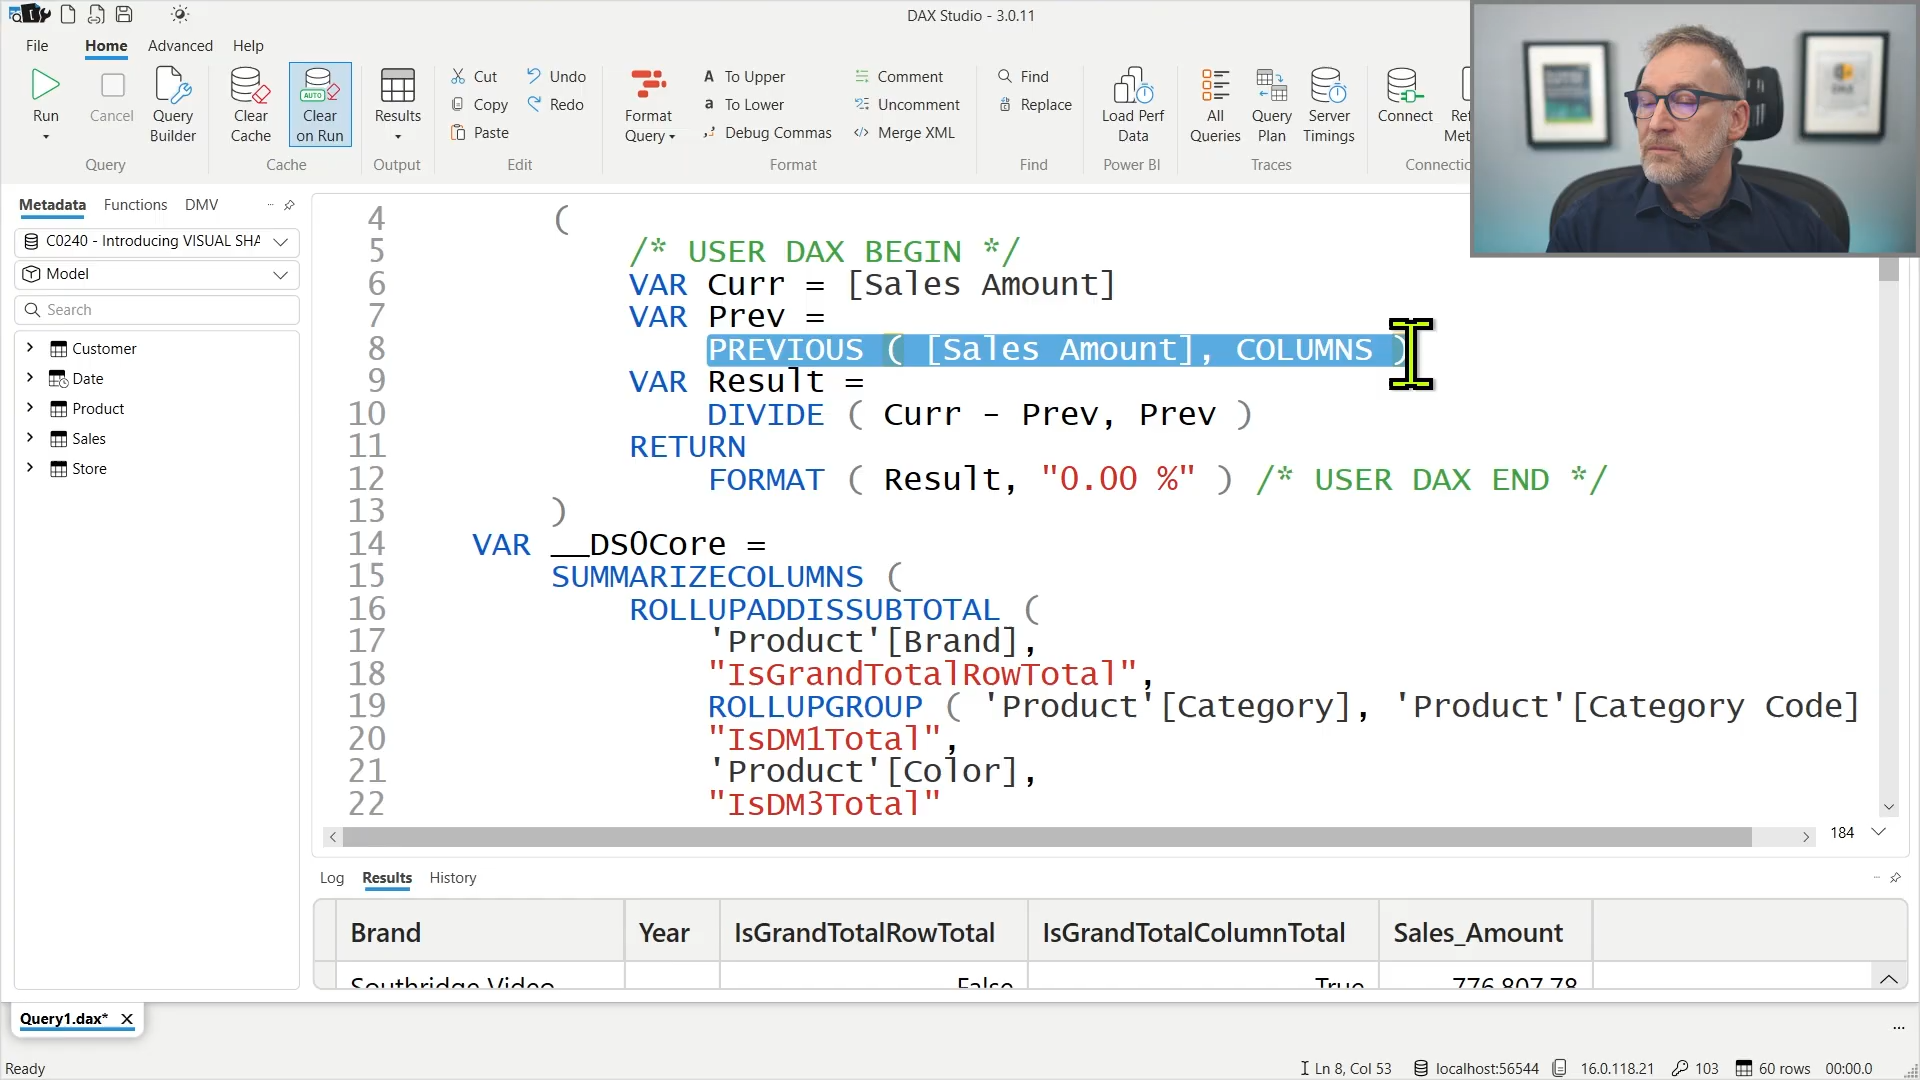 DAX Studio - 3.0.11
File Home Advanced Help
Run
Cancel
Query Builder
Query
Clear Cache
AUTO
Clear on Run
Cache
Results
Output
Cut
Copy
Paste
Undo
Redo
Edit
Format Query
To Upper
To Lower
Debug Commas
Comment
Uncomment
Merge XML
Format
Find
Replace
Find
Load Perf Data
Power BI
All Queries
Query Plan
Server Timings
Traces
Connect
Metadata Functions DMV
C0240 - Introducing VISUAL SHA
Model
Search
Customer
Date
Product
Sales
Store
4 (
5 /* USER DAX BEGIN */
6 VAR Curr = [Sales Amount]
7 VAR Prev =
8 PREVIOUS ( [Sales Amount], COLUMNS )
9 VAR Result =
10 DIVIDE ( Curr - Prev, Prev )
11 RETURN
12 FORMAT ( Result, "0.00 %" ) /* USER DAX END */
13 )
14 VAR __DS0Core =
15 SUMMARIZECOLUMNS (
16 ROLLUPADDISSUBTOTAL (
17 'Product'[Brand],
18 "IsGrandTotalRowTotal",
19 ROLLUPGROUP ( 'Product'[Category], 'Product'[Category Code]
20 "IsDM1Total",
21 'Product'[Color],
22 "IsDM3Total"
184
Log Results History
Brand Year IsGrandTotalRowTotal IsGrandTotalColumnTotal Sales_Amount
Southridge Video False True 776,807.78
Query1.dax*
Ready
Ln 8, Col 53 localhost:56544 16.0.118.21 103 60 rows 00:00.0